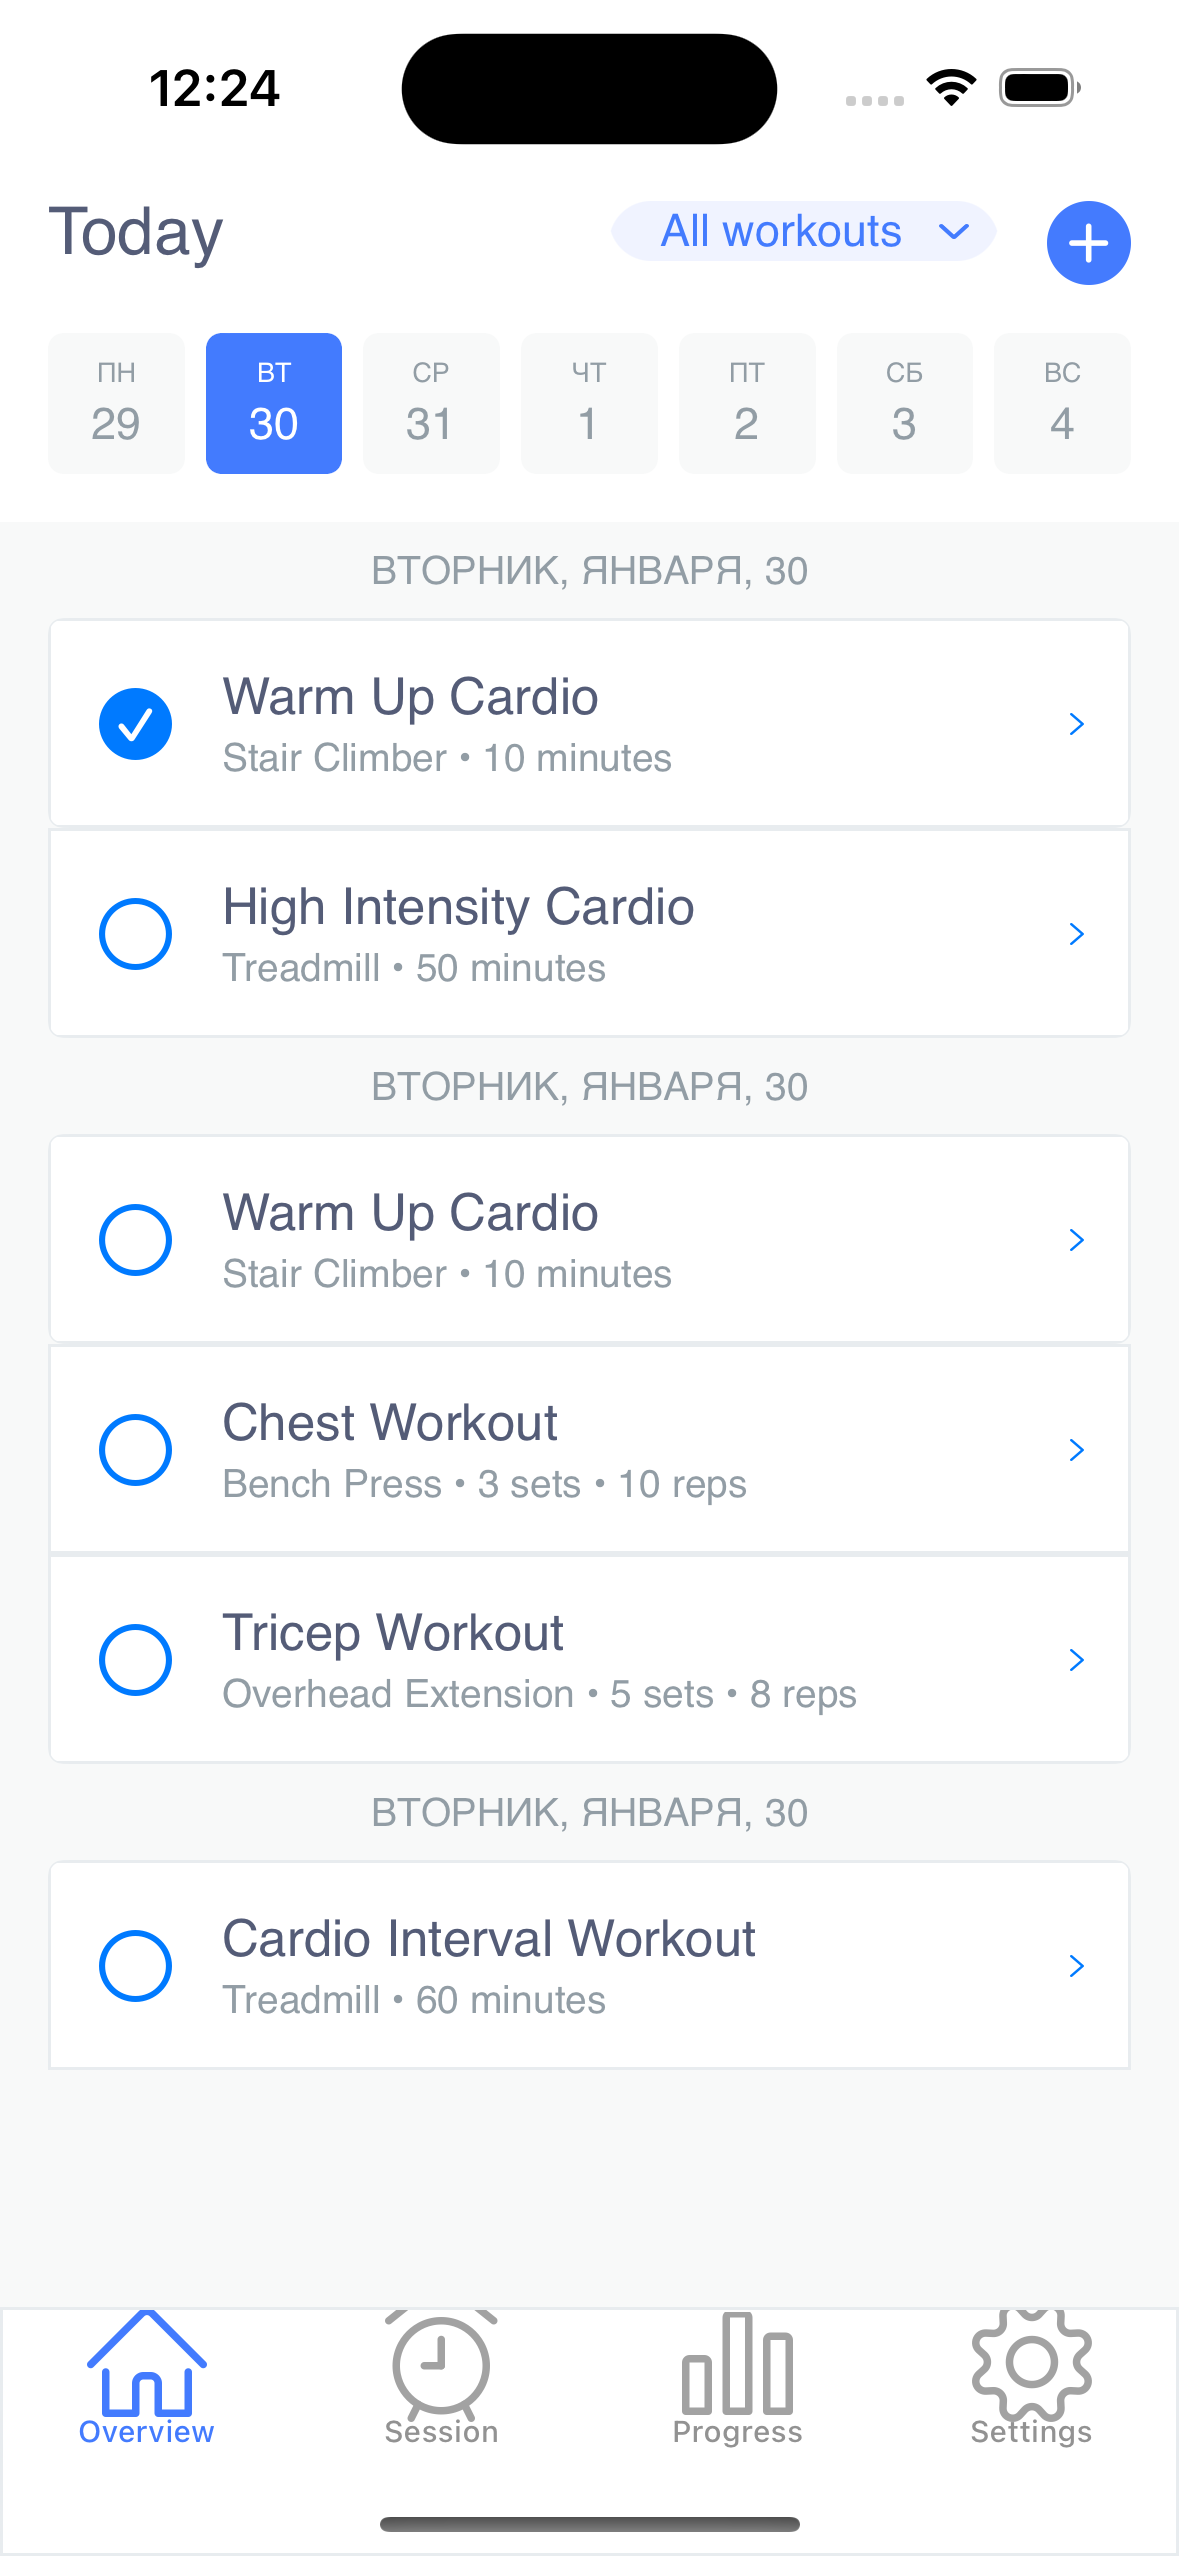 12:24
Today
All workouts
ПН ВТ СР ЧТ ПТ СБ ВС
29 30 31 1 2 3 4
ВТОРНИК, ЯНВАРЯ, 30
Warm Up Cardio
Stair Climber • 10 minutes
High Intensity Cardio
Treadmill • 50 minutes
ВТОРНИК, ЯНВАРЯ, 30
Warm Up Cardio
Stair Climber • 10 minutes
Chest Workout
Bench Press • 3 sets • 10 reps
Tricep Workout
Overhead Extension • 5 sets • 8 reps
ВТОРНИК, ЯНВАРЯ, 30
Cardio Interval Workout
Treadmill • 60 minutes
Overview Session Progress Settings